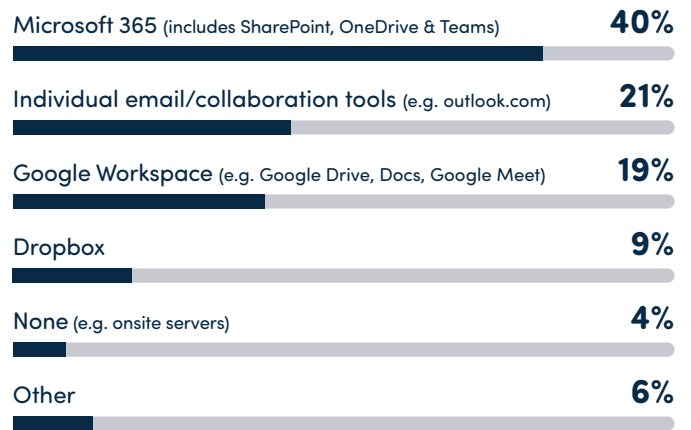 Microsoft 365 (includes SharePoint, OneDrive & Teams) 40%
Individual email/collaboration tools (e.g. outlook.com) 21%
Google Workspace (e.g. Google Drive, Docs, Google Meet) 19%
Dropbox 9%
None (e.g. onsite servers) 4%
Other 6%